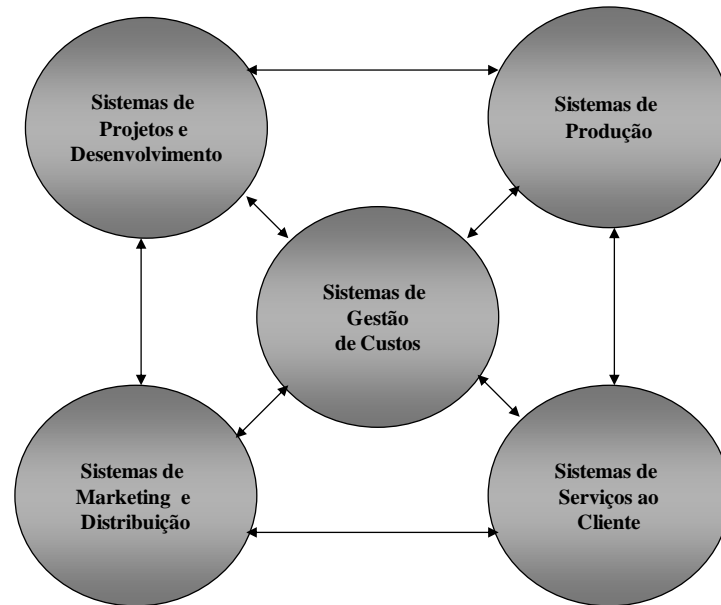 Sistemas de
Projetos e
Desenvolvimento
Sistemas de
Produção
Sistemas de
Gestão
de Custos
Sistemas de
Marketing e
Distribuição
Sistemas de
Serviços ao
Cliente